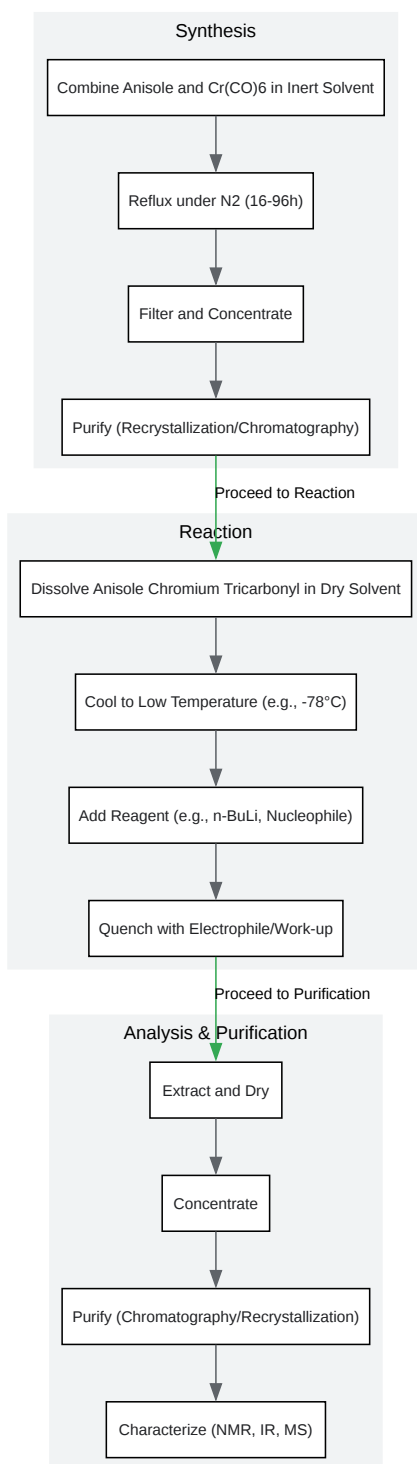 Synthesis
Combine Anisole and Cr(CO)6 in Inert Solvent
Reflux under N2 (16-96h)
Filter and Concentrate
Purify (Recrystallization/Chromatography)
Proceed to Reaction
Reaction
Dissolve Anisole Chromium Tricarbonyl in Dry Solvent
Cool to Low Temperature (e.g., -78°C)
Add Reagent (e.g., n-BuLi, Nucleophile)
Quench with Electrophile/Work-up
Proceed to Purification
Analysis & Purification
Extract and Dry
Concentrate
Purify (Chromatography/Recrystallization)
Characterize (NMR, IR, MS)